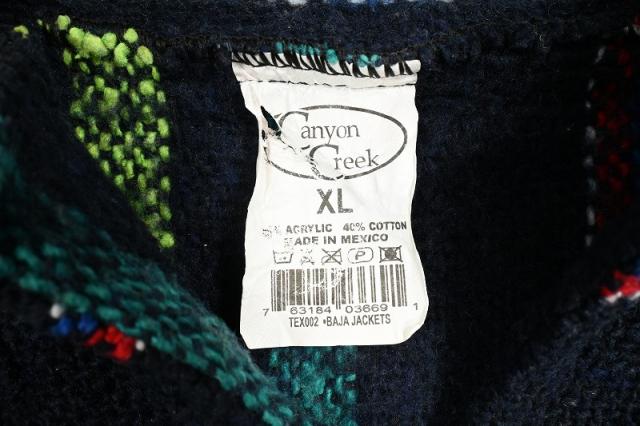 Canyon
Creek
XL
% ACRYLIC 40% COTTON
MADE IN MEXICO
P
7 63184 03669 1
TEX002 •BAJA JACKETS